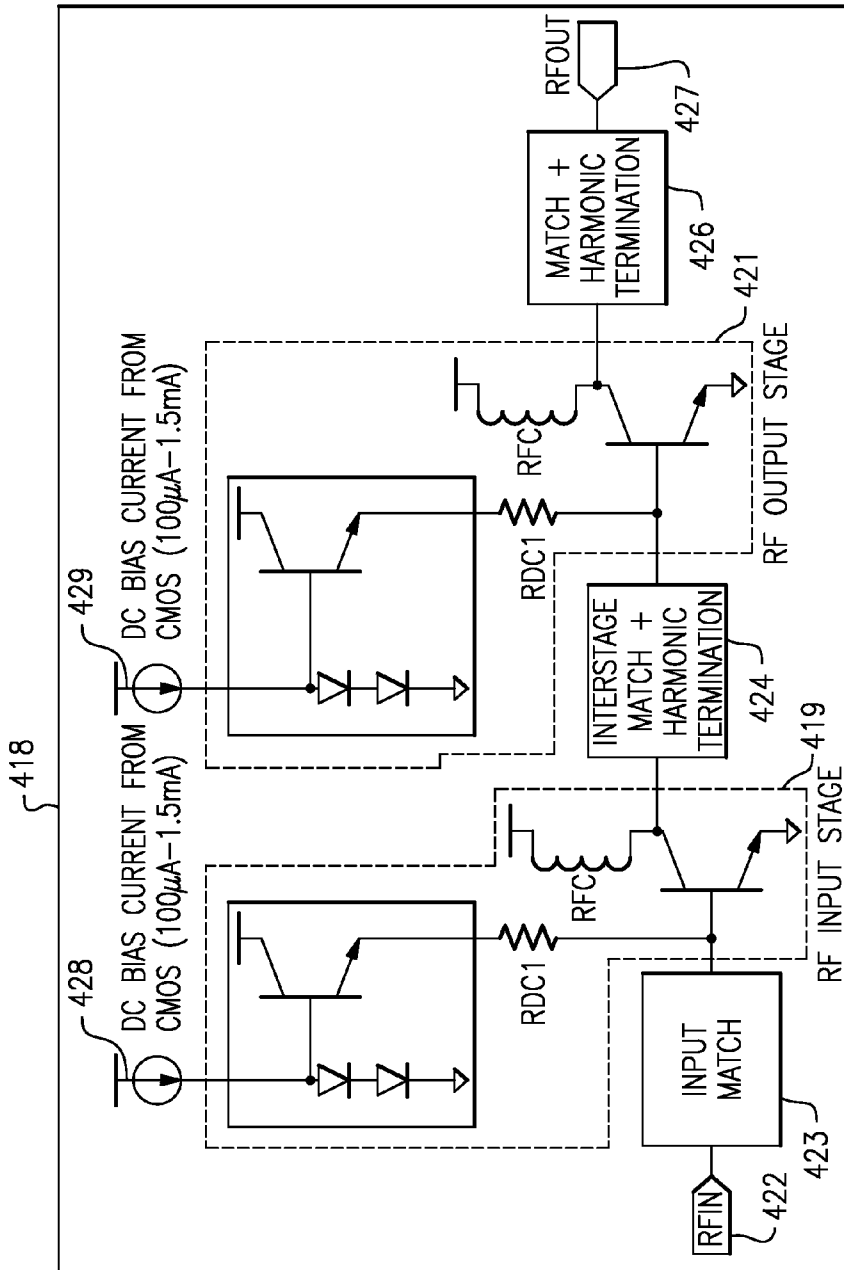 418
428
DC BIAS CURRENT FROM
CMOS (100µA-1.5mA)
429
DC BIAS CURRENT FROM
CMOS (100µA-1.5mA)
RDC1
RFC
RDC1
RFC
RFIN
422
INPUT
MATCH
423
RF INPUT STAGE
419
INTERSTAGE
MATCH +
HARMONIC
TERMINATION
424
RF OUTPUT STAGE
421
MATCH +
HARMONIC
TERMINATION
426
RFOUT
427